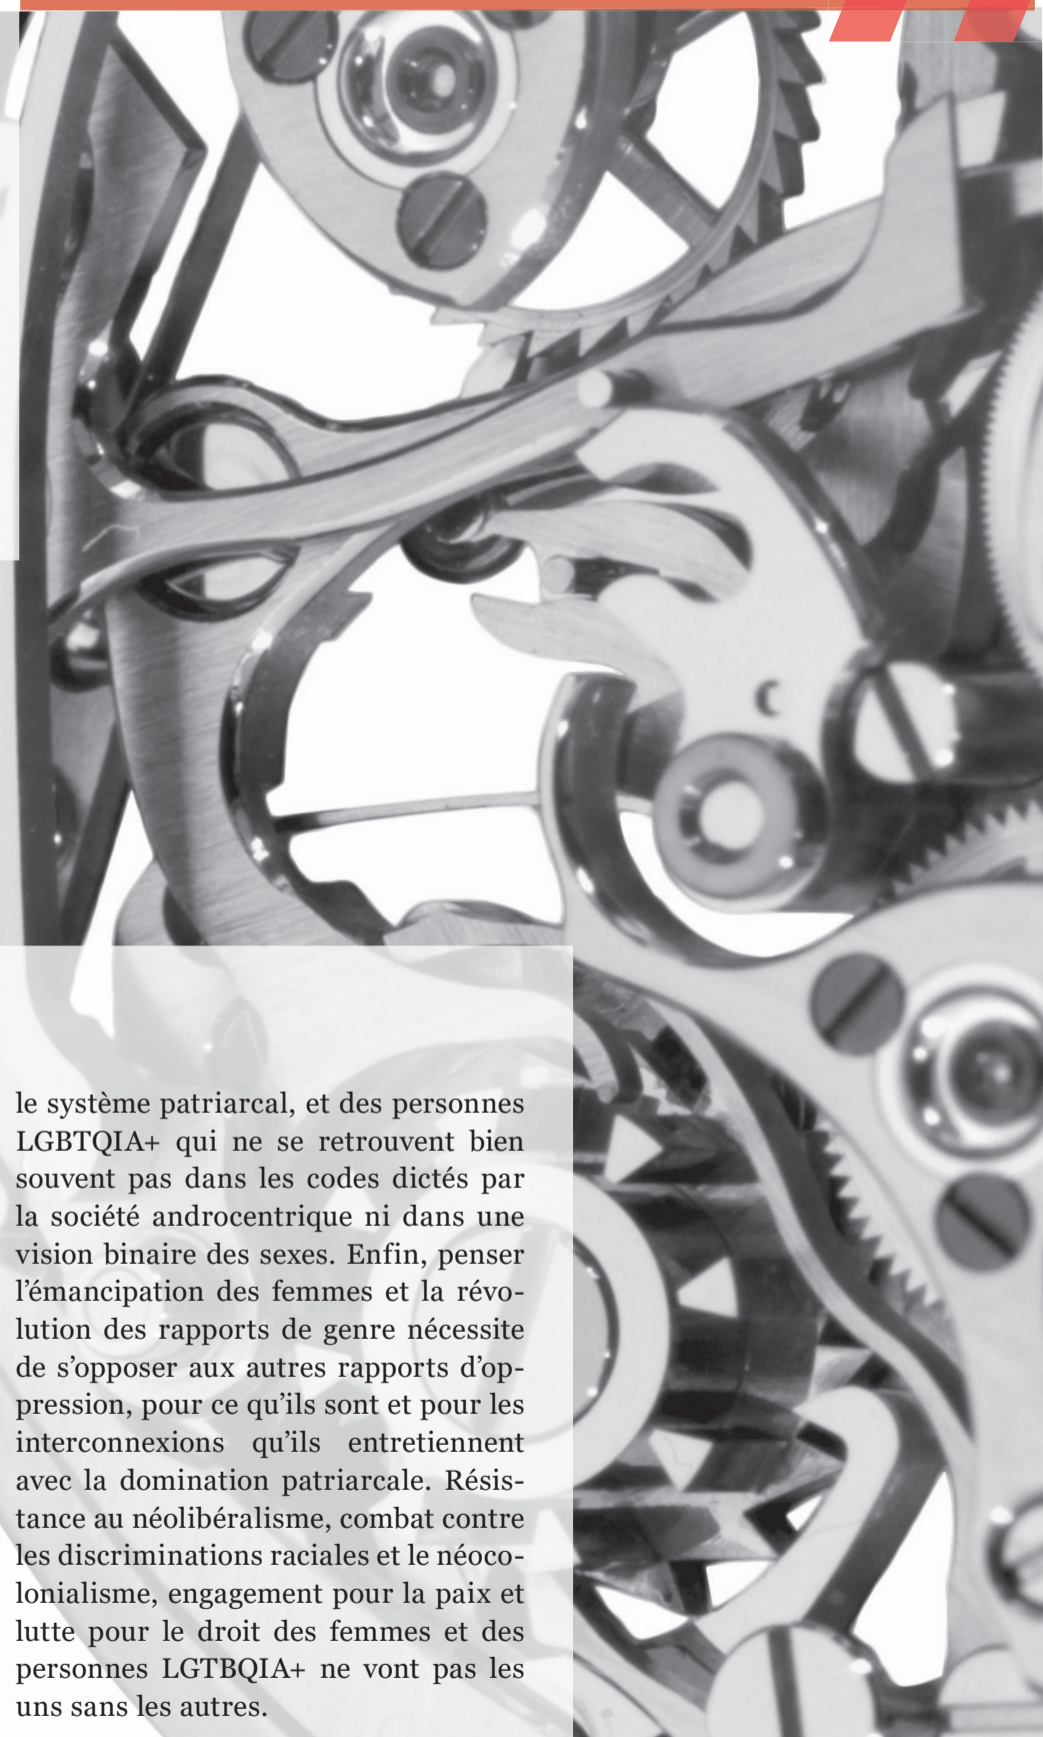 le système patriarcal, et des personnes
LGBTQIA+ qui ne se retrouvent bien
souvent pas dans les codes dictés par
la société androcentrique ni dans une
vision binaire des sexes. Enfin, penser
l’émancipation des femmes et la révo-
lution des rapports de genre nécessite
de s’opposer aux autres rapports d’op-
pression, pour ce qu’ils sont et pour les
interconnexions qu’ils entretiennent
avec la domination patriarcale. Résis-
tance au néolibéralisme, combat contre
les discriminations raciales et le néoco-
lonialisme, engagement pour la paix et
lutte pour le droit des femmes et des
personnes LGTBQIA+ ne vont pas les
uns sans les autres.